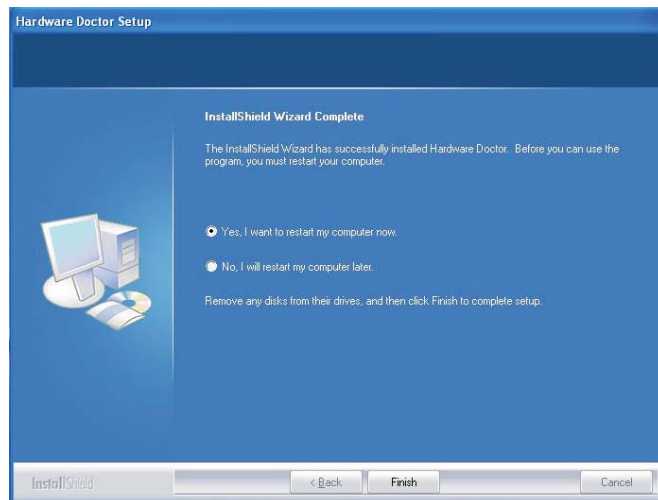 Hardware Doctor Setup
InstallShield Wizard Complete
The InstallShield Wizard has successfully installed Hardware Doctor. Before you can use the
program, you must restart your computer.
Yes, I want to restart my computer now.
No, I will restart my computer later.
Remove any disks from their drives, and then click Finish to complete setup.
InstallShield
< Back
Finish
Cancel